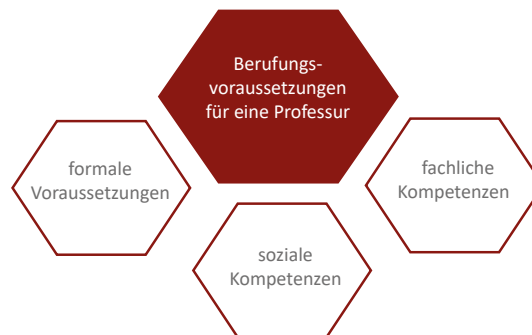 Berufungs-
voraussetzungen
für eine Professur
formale
Voraussetzungen
fachliche
Kompetenzen
soziale
Kompetenzen